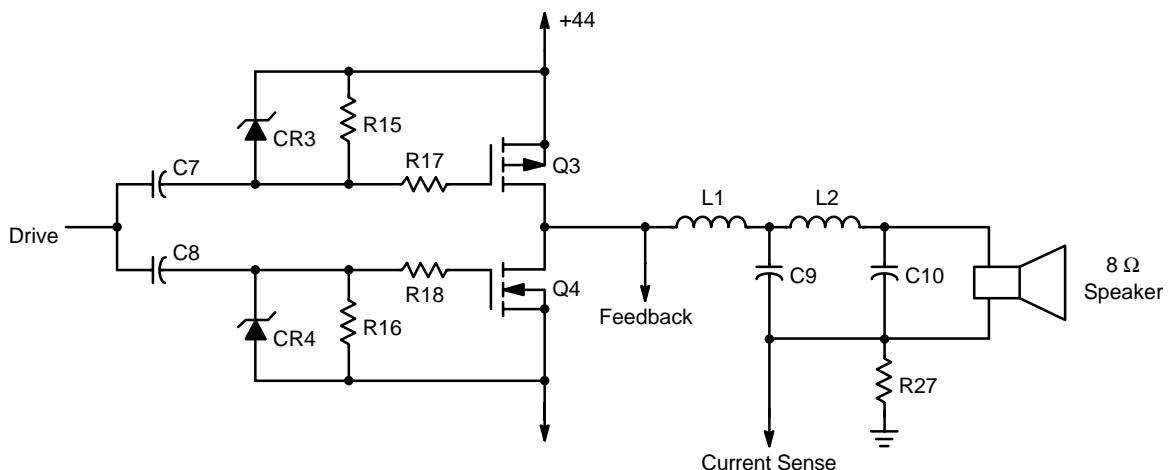 +44
CR3
R15
C7
R17
Q3
Drive
L1
L2
C8
R18
Q4
C9
C10
8 Ω
Speaker
Feedback
CR4
R16
R27
Current Sense